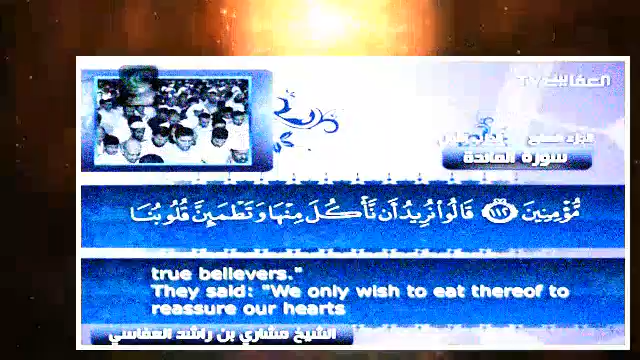 العفاسي TV
سورة المائدة
مُّؤْمِنِينَ ﴿١١٢﴾ قَالُوا۟ نُرِيدُ أَن نَّأْكُلَ مِنْهَا وَتَطْمَئِنَّ قُلُوبُنَا
true believers."
They said: "We only wish to eat thereof to
reassure our hearts
الشيخ مشاري بن راشد العفاسي